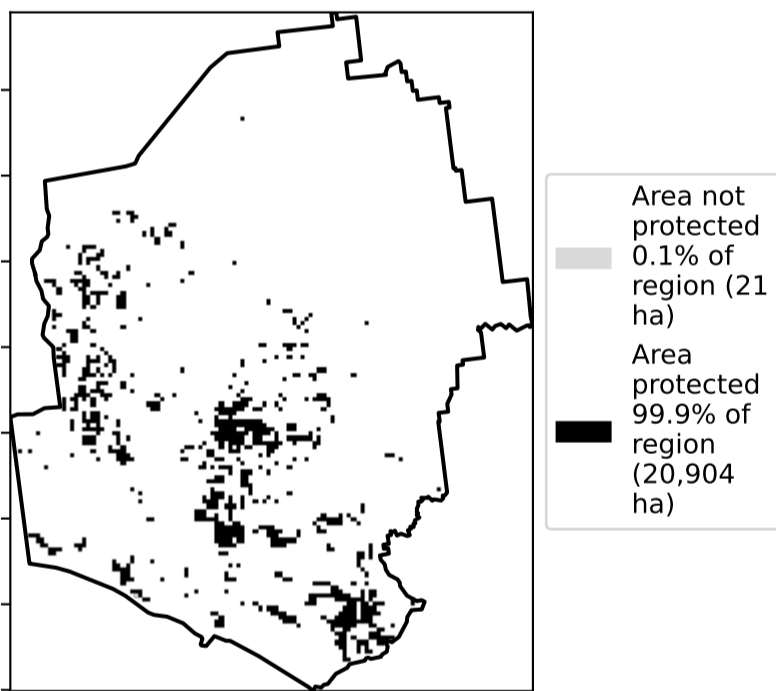 Area not
protected
0.1% of
region (21
ha)
Area
protected
99.9% of
region
(20,904
ha)